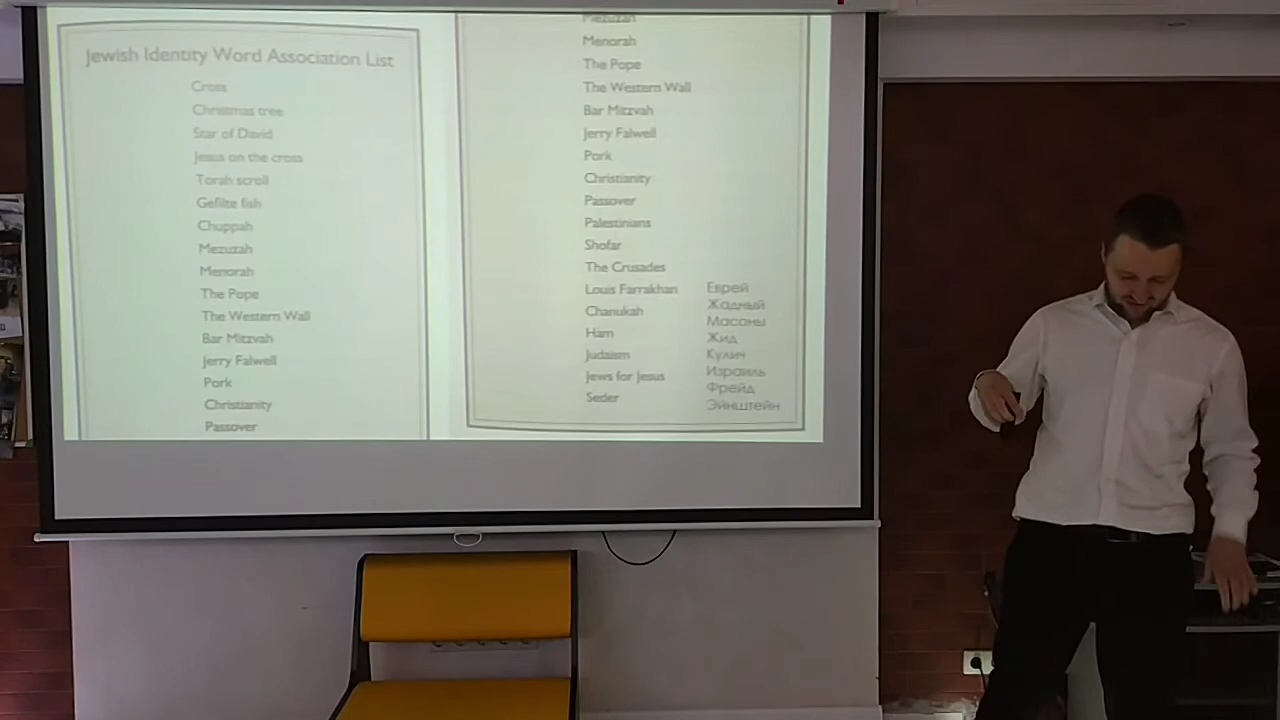 Jewish Identity Word Association List
Cross
Christmas tree
Star of David
Jesus on the cross
Torah scroll
Gefilte fish
Chuppah
Mezuzah
Menorah
The Pope
The Western Wall
Bar Mitzvah
Jerry Falwell
Pork
Christianity
Passover
Mezuzah
Menorah
The Pope
The Western Wall
Bar Mitzvah
Jerry Falwell
Pork
Christianity
Passover
Palestinians
Shofar
The Crusades
Louis Farrakhan
Chanukah
Ham
Judaism
Jews for Jesus
Seder
Еврей
Жадный
Масоны
Жид
Кулич
Израиль
Фрейд
Эйнштейн